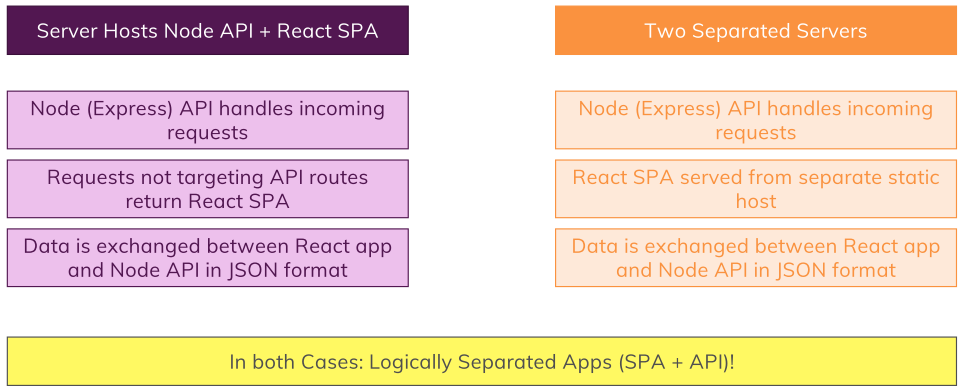 Server Hosts Node API + React SPA
Node (Express) API handles incoming
requests
Requests not targeting API routes
return React SPA
Data is exchanged between React app
and Node API in JSON format
Two Separated Servers
Node (Express) API handles incoming
requests
React SPA served from separate static
host
Data is exchanged between React app
and Node API in JSON format
In both Cases: Logically Separated Apps (SPA + API)!